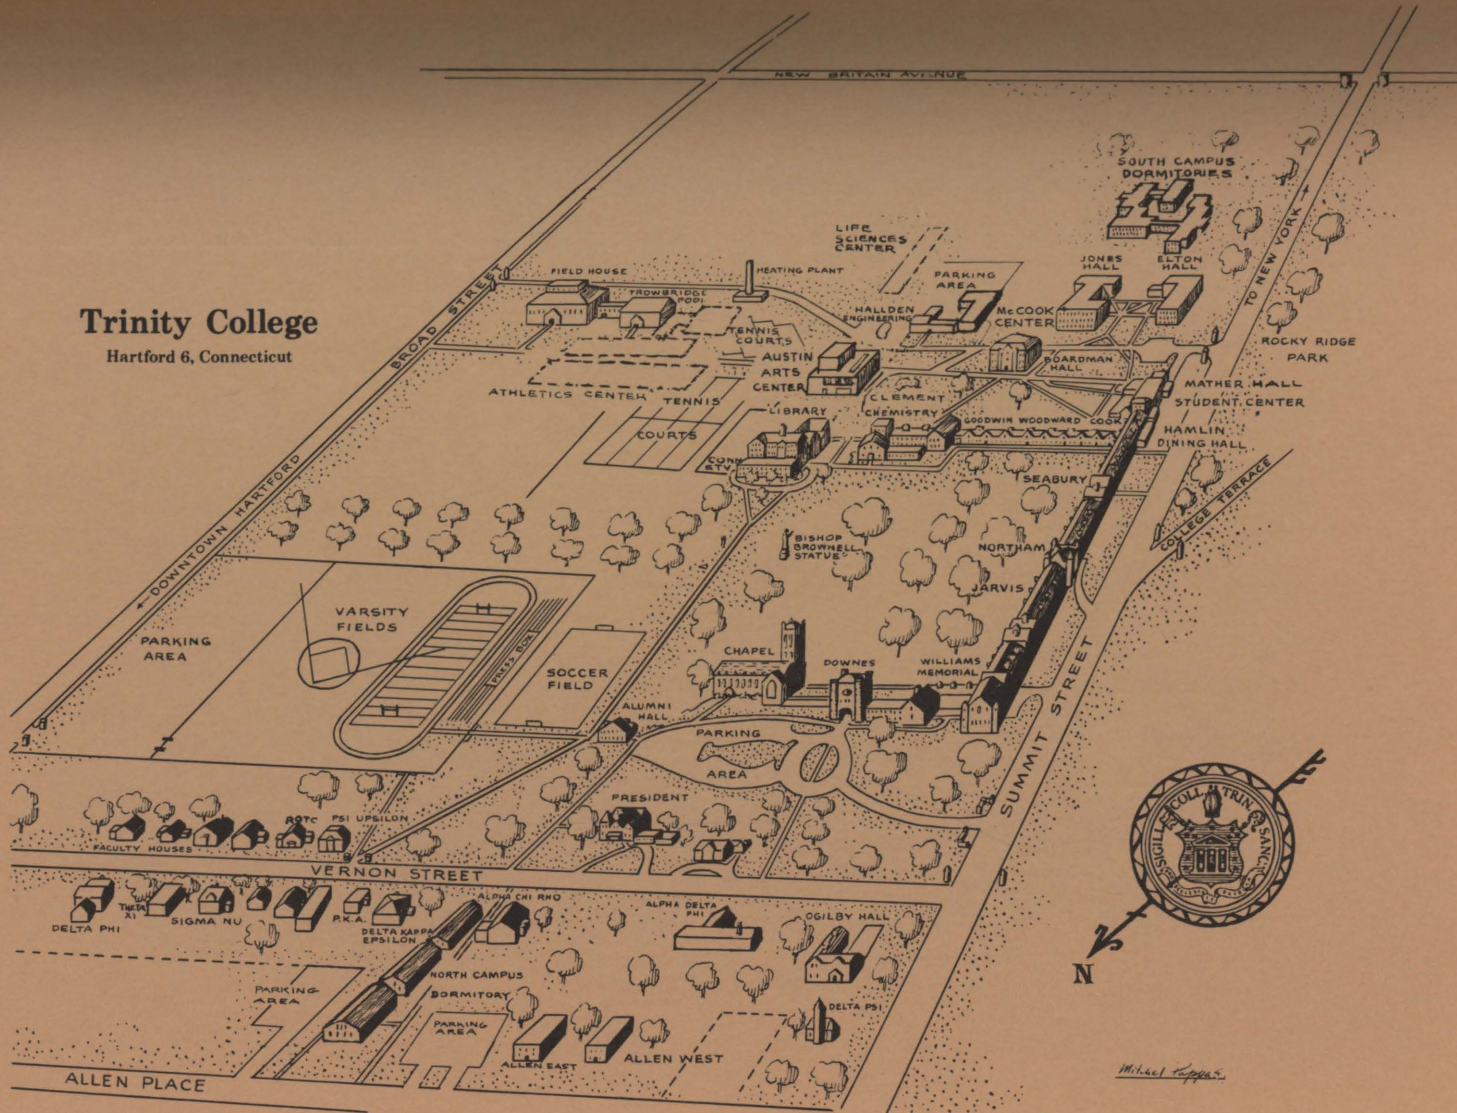 NEW BRITAIN AVENUE
SOUTH CAMPUS
DORMITORIES
TO NEW YORK
LIFE
SCIENCES
CENTER
FIELD HOUSE
HEATING PLANT
PARKING
AREA
JONES
HALL
ELTON
HALL
TROWBRIDGE
POOL
Trinity College
Hartford 6, Connecticut
BROAD STREET
HALLDEN
ENGINEERING
McCOOK
CENTER
TENNIS
COURTS
ROCKY RIDGE
PARK
AUSTIN
ARTS
CENTER
BOARDMAN
HALL
MATHER HALL
STUDENT CENTER
ATHLETICS CENTER
TENNIS
COURTS
CLEMENT
CHEMISTRY
LIBRARY
GOODWIN WOODWARD COOK
HAMLIN
DINING HALL
CONN
SEABURY
COLLEGE TERRACE
DOWNTOWN HARTFORD
BISHOP
BROWNELL
STATUE
NORTHAM
JARVIS
VARSITY
FIELDS
PARKING
AREA
PRESS BOX
SOCCER
FIELD
CHAPEL
DOWNES
WILLIAMS
MEMORIAL
ALUMNI
HALL
PARKING
AREA
SUMMIT STREET
PRESIDENT
ROTC
PSI UPSILON
FACULTY HOUSES
VERNON STREET
DELTA PHI
THETA
XI
SIGMA NU
P.K.A.
DELTA KAPPA
EPSILON
ALPHA CHI RHO
ALPHA DELTA
PHI
OGILBY HALL
NORTH CAMPUS
DORMITORY
PARKING
AREA
PARKING
AREA
DELTA PSI
ALLEN EAST
ALLEN WEST
ALLEN PLACE
COLL
TRIN
SANC
N